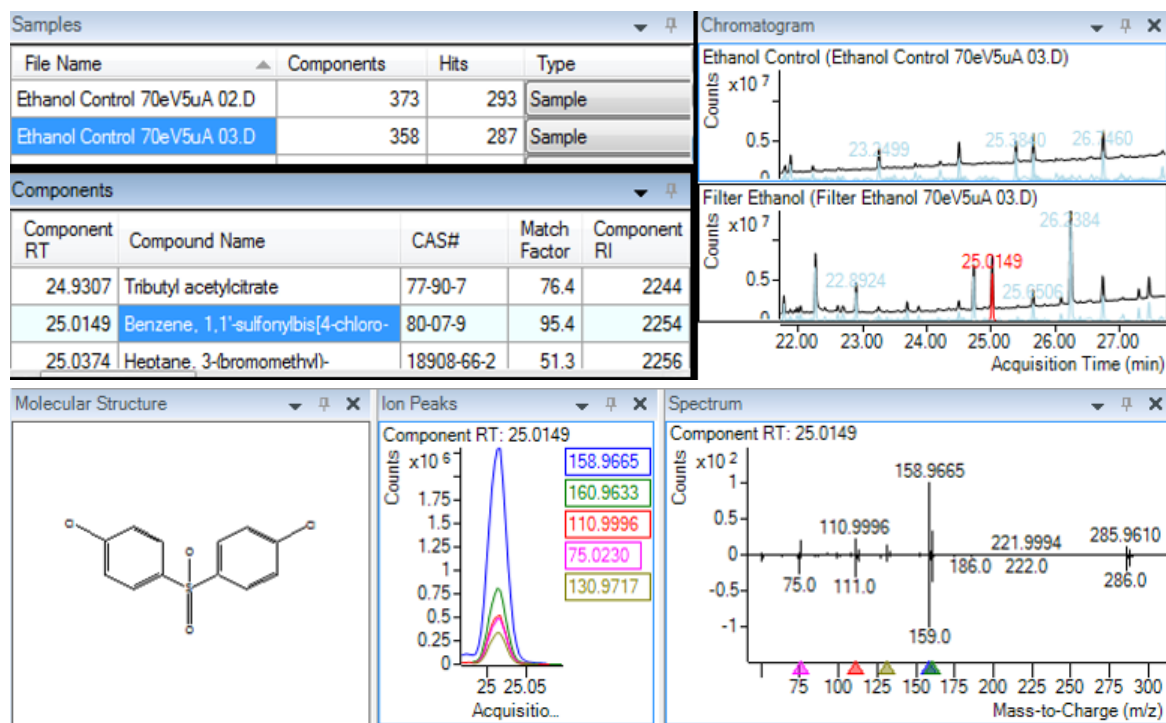 Samples
File Name Components Hits Type
Ethanol Control 70eV5uA 02.D 373 293 Sample
Ethanol Control 70eV5uA 03.D 358 287 Sample
Components
Component RT Compound Name CAS# Match Factor Component RI
24.9307 Tributyl acetylcitrate 77-90-7 76.4 2244
25.0149 Benzene, 1,1'-sulfonylbis[4-chloro- 80-07-9 95.4 2254
25.0374 Heptane, 3-(bromomethyl)- 18908-66-2 51.3 2256
Chromatogram
Ethanol Control (Ethanol Control 70eV5uA 03.D)
Counts
x10 7
0.5
0
23.2499 25.3840 26.7460
Filter Ethanol (Filter Ethanol 70eV5uA 03.D)
Counts
x10 7
0.5
0
22.8924 25.0149 25.6506 26.2384
22.00 23.00 24.00 25.00 26.00 27.00
Acquisition Time (min)
Molecular Structure
Cl Cl
O
S
O
Ion Peaks
Component RT: 25.0149
Counts
x10 6
1.75
1.5
1.25
1
0.75
0.5
0.25
0
158.9665
160.9633
110.9996
75.0230
130.9717
25 25.05
Acquisitio...
Spectrum
Component RT: 25.0149
Counts
x10 2
1
0.5
0
-0.5
-1
158.9665
110.9996 221.9994 285.9610
75.0 111.0 186.0 222.0 286.0
159.0
75 100 125 150 175 200 225 250 275 300
Mass-to-Charge (m/z)